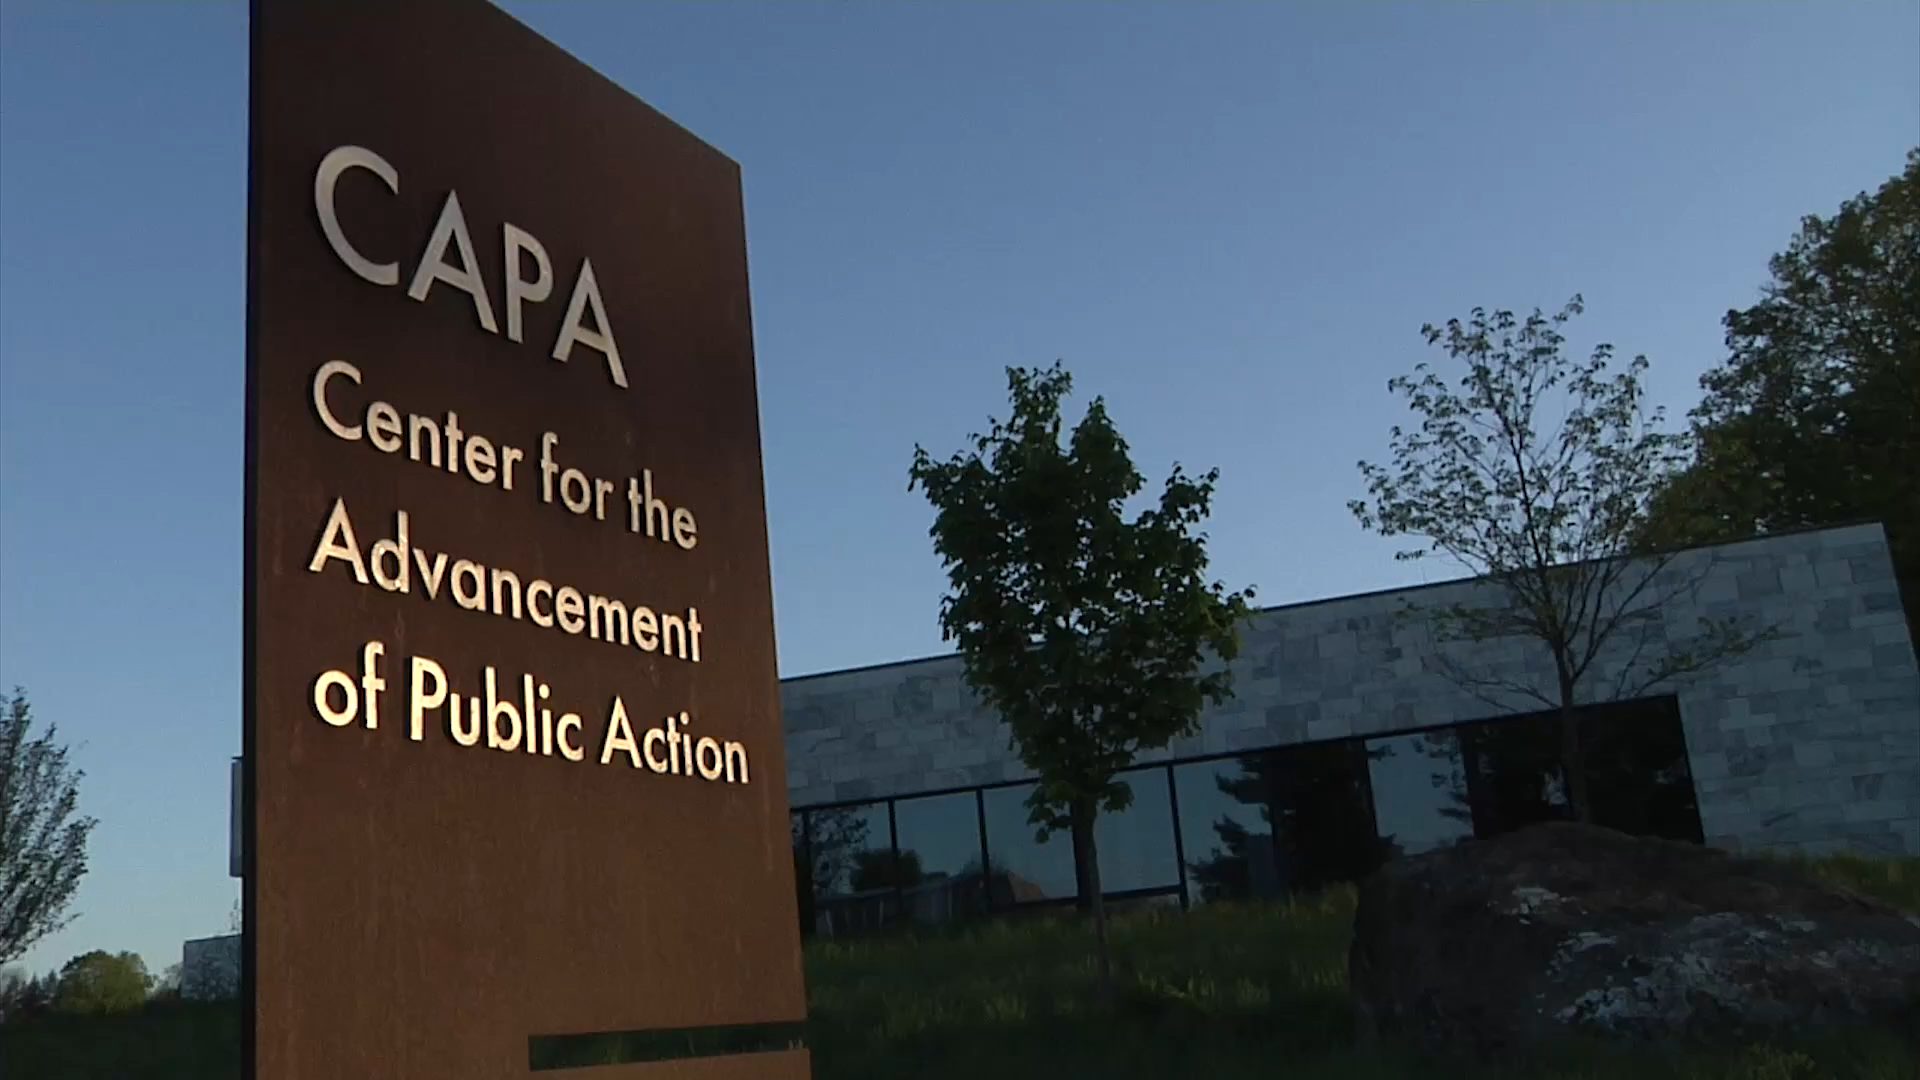 CAPA
Center for the
Advancement
of Public Action